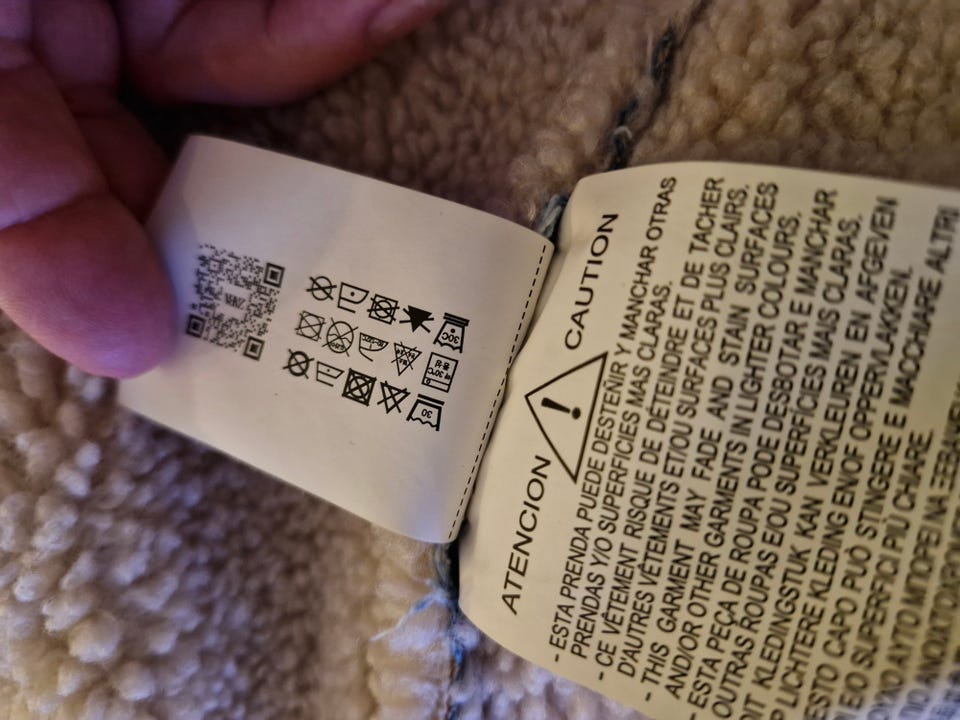 30C
30
ATENCION CAUTION
- ESTA PRENDA PUEDE DESTEÑIR Y MANCHAR OTRAS
PRENDAS Y/O SUPERFICIES MAS CLARAS.
- CE VÊTEMENT RISQUE DE DÉTEINDRE ET DE TACHER
D'AUTRES VÊTEMENTS ET/OU SURFACES PLUS CLAIRS.
- THIS GARMENT MAY FADE AND STAIN SURFACES
AND/OR OTHER GARMENTS IN LIGHTER COLOURS.
- ESTA PEÇA DE ROUPA PODE DESBOTAR E MANCHAR
OUTRAS ROUPAS E/OU SUPERFÍCIES MAIS CLARAS.
DIT KLEDINGSTUK KAN VERKLEUREN EN AFGEVEN
P LICHTERE KLEDING EN/OF OPPERVLAKKEN.
ESTO CAPO PUÒ STINGERE E MACCHIARE ALTRI
I E/O SUPERFICI PIÙ CHIARE.